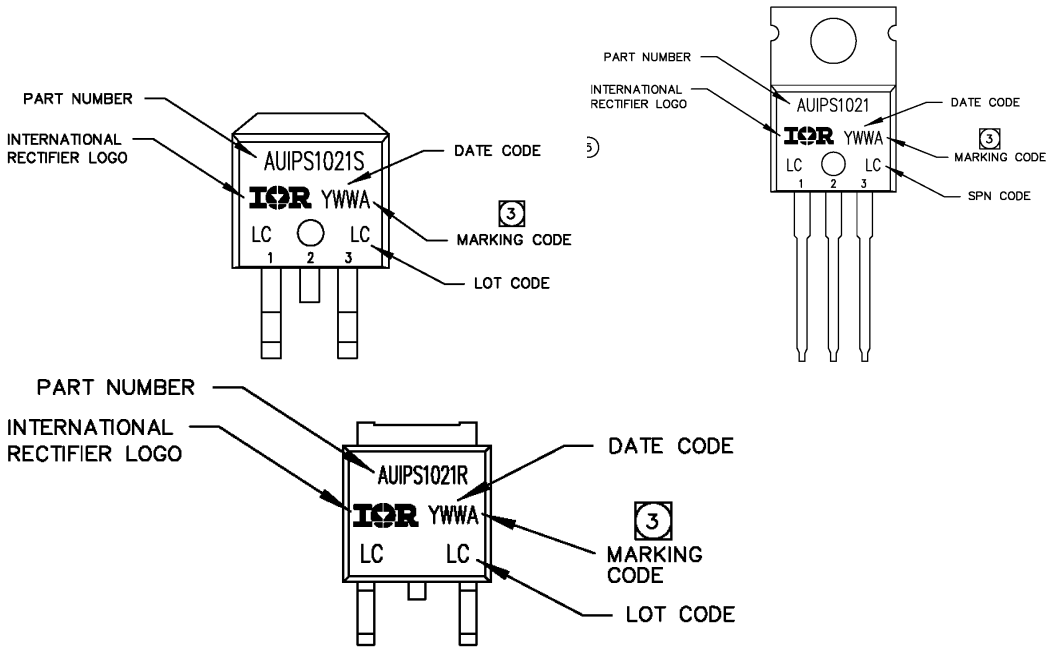 PART NUMBER
INTERNATIONAL
RECTIFIER LOGO
AUIPS1021S
IOR YWWA
LC LC
1 2 3
DATE CODE
3
MARKING CODE
LOT CODE
PART NUMBER
INTERNATIONAL
RECTIFIER LOGO
AUIPS1021
IOR YWWA
LC LC
1 2 3
DATE CODE
3
MARKING CODE
SPN CODE
PART NUMBER
INTERNATIONAL
RECTIFIER LOGO
AUIPS1021R
IOR YWWA
LC LC
DATE CODE
3
MARKING
CODE
LOT CODE